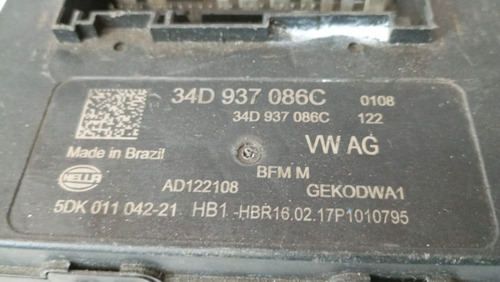 34D 937 086C 0108
34D 937 086C 122
Made in Brazil VW AG
BFM M
HELLA AD122108 GEKODWA1
5DK 011 042-21 HB1 -HBR16.02.17P1010795